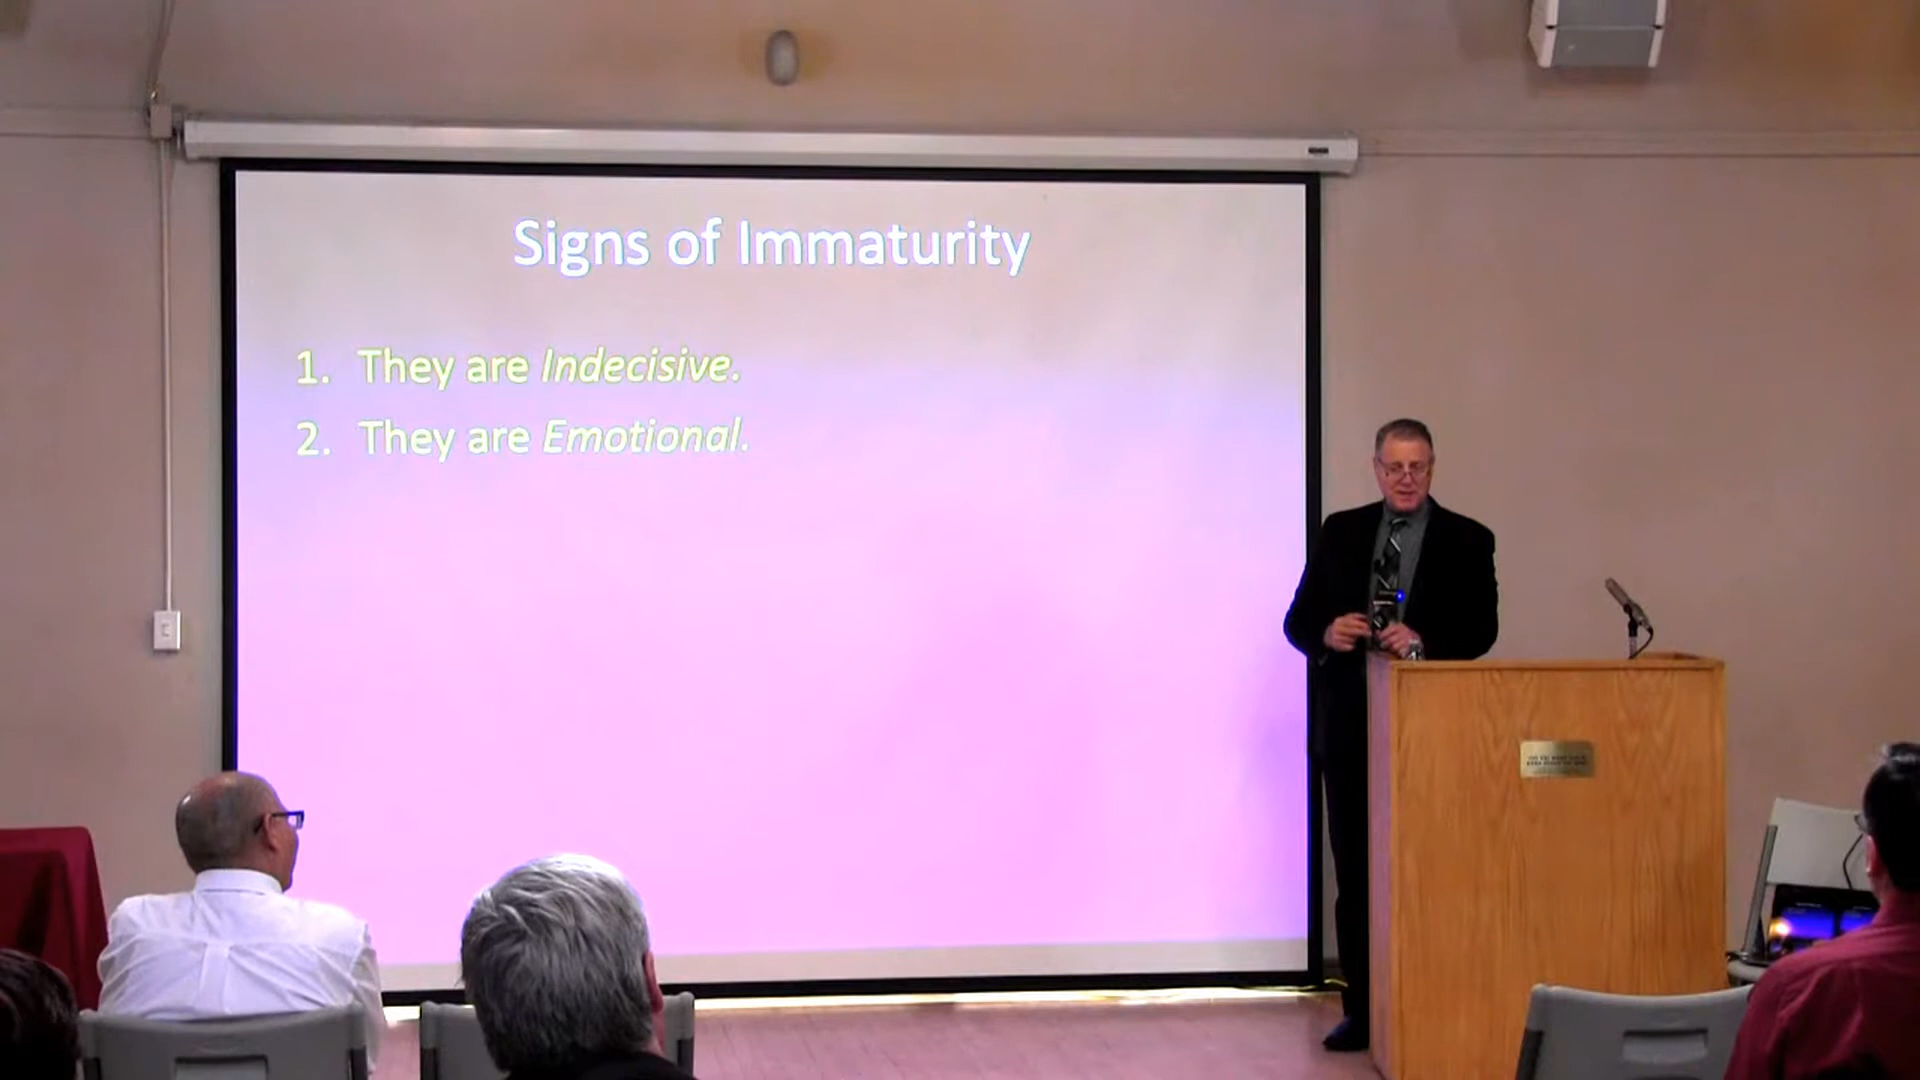 Signs of Immaturity
1. They are Indecisive.
2. They are Emotional.